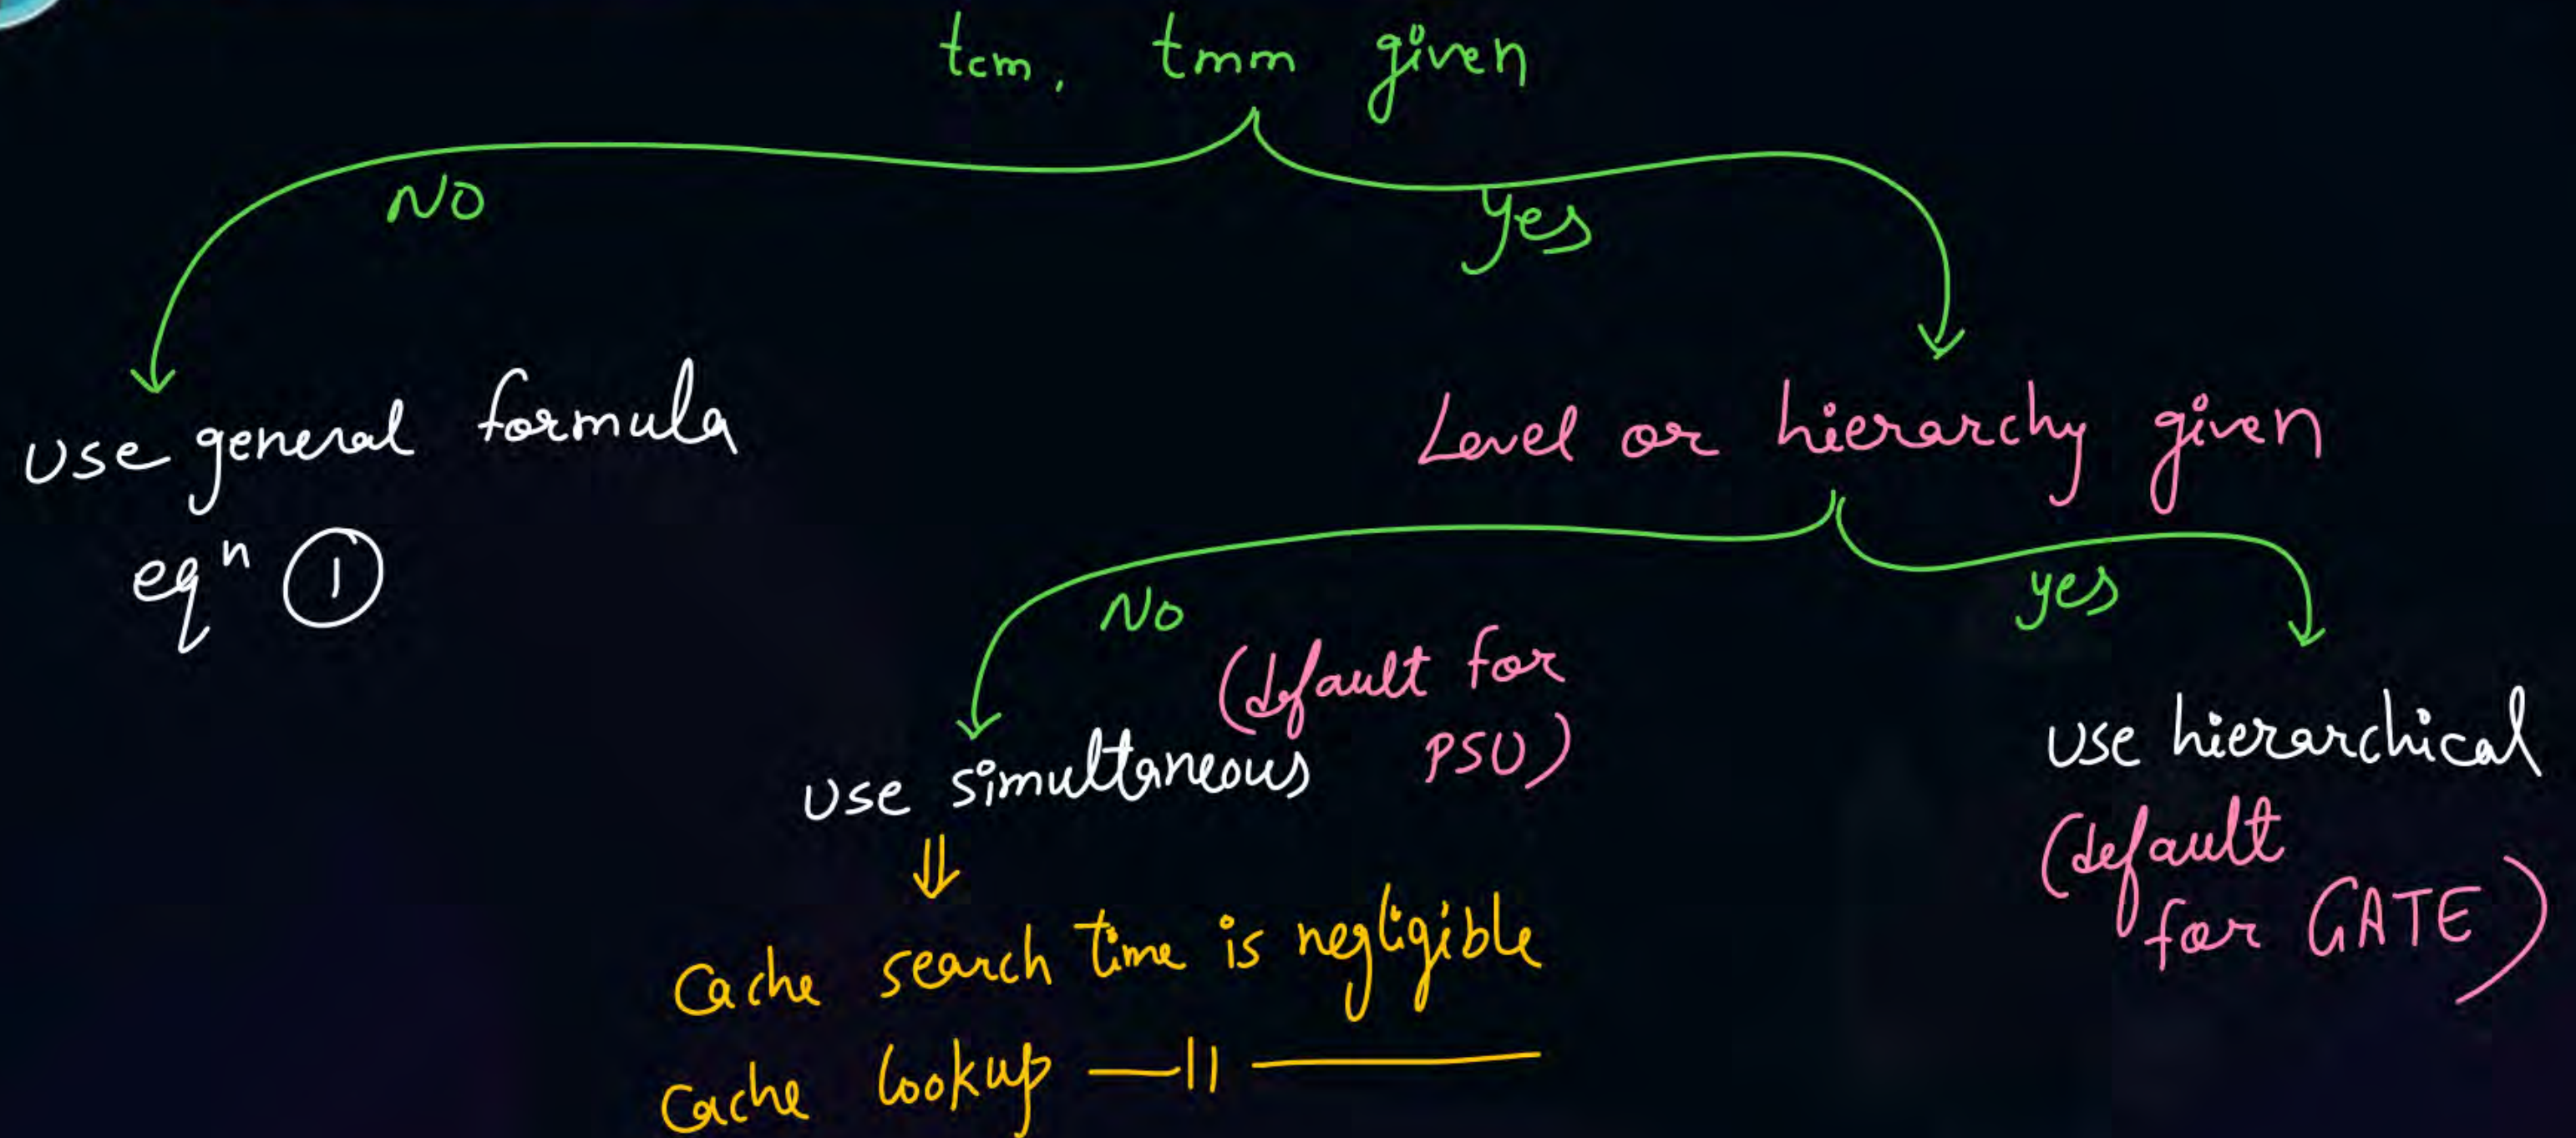 tcm, tmm given
NO
Yes
Use general formula
eqⁿ ①
Level or hierarchy given
NO
yes
(default for PSU)
Use simultaneous
⇓
Cache search time is negligible
Cache lookup —||—
Use hierarchical
(default
for GATE)